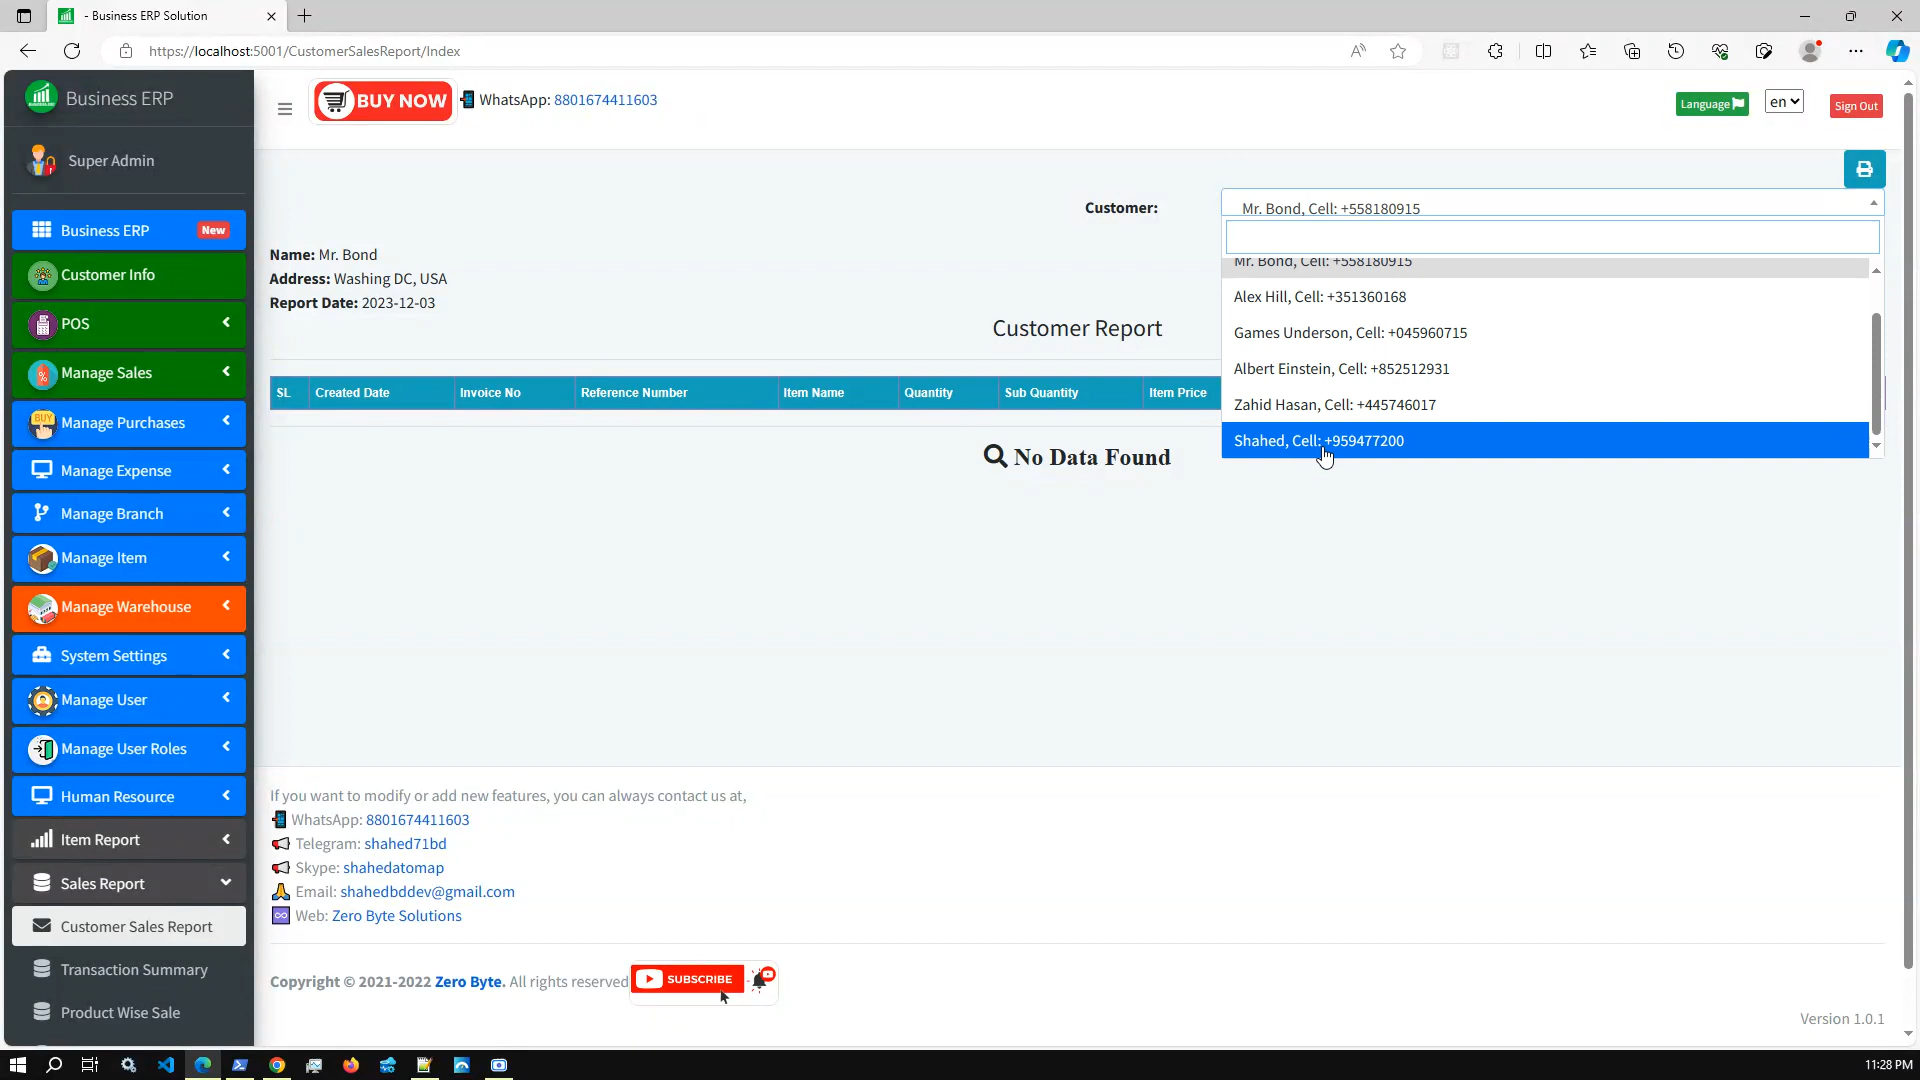 - Business ERP Solution
https://localhost:5001/CustomerSalesReport/Index
Business ERP
BUY NOW
WhatsApp: 8801674411603
Language
en
Sign Out
Super Admin
Business ERP
New
Customer Info
POS
Manage Sales
Manage Purchases
Manage Expense
Manage Branch
Manage Item
Manage Warehouse
System Settings
Manage User
Manage User Roles
Human Resource
Item Report
Sales Report
Customer Sales Report
Transaction Summary
Product Wise Sale
Customer:
Mr. Bond, Cell: +558180915
Mr. Bond, Cell: +558180915
Alex Hill, Cell: +351360168
Games Underson, Cell: +045960715
Albert Einstein, Cell: +852512931
Zahid Hasan, Cell: +445746017
Shahed, Cell: +959477200
Name: Mr. Bond
Address: Washing DC, USA
Report Date: 2023-12-03
Customer Report
SL
Created Date
Invoice No
Reference Number
Item Name
Quantity
Sub Quantity
Item Price
No Data Found
If you want to modify or add new features, you can always contact us at,
WhatsApp: 8801674411603
Telegram: shahed71bd
Skype: shahedatomap
Email: shahedbddev@gmail.com
Web: Zero Byte Solutions
Copyright © 2021-2022 Zero Byte. All rights reserved
SUBSCRIBE
Version 1.0.1
11:28 PM